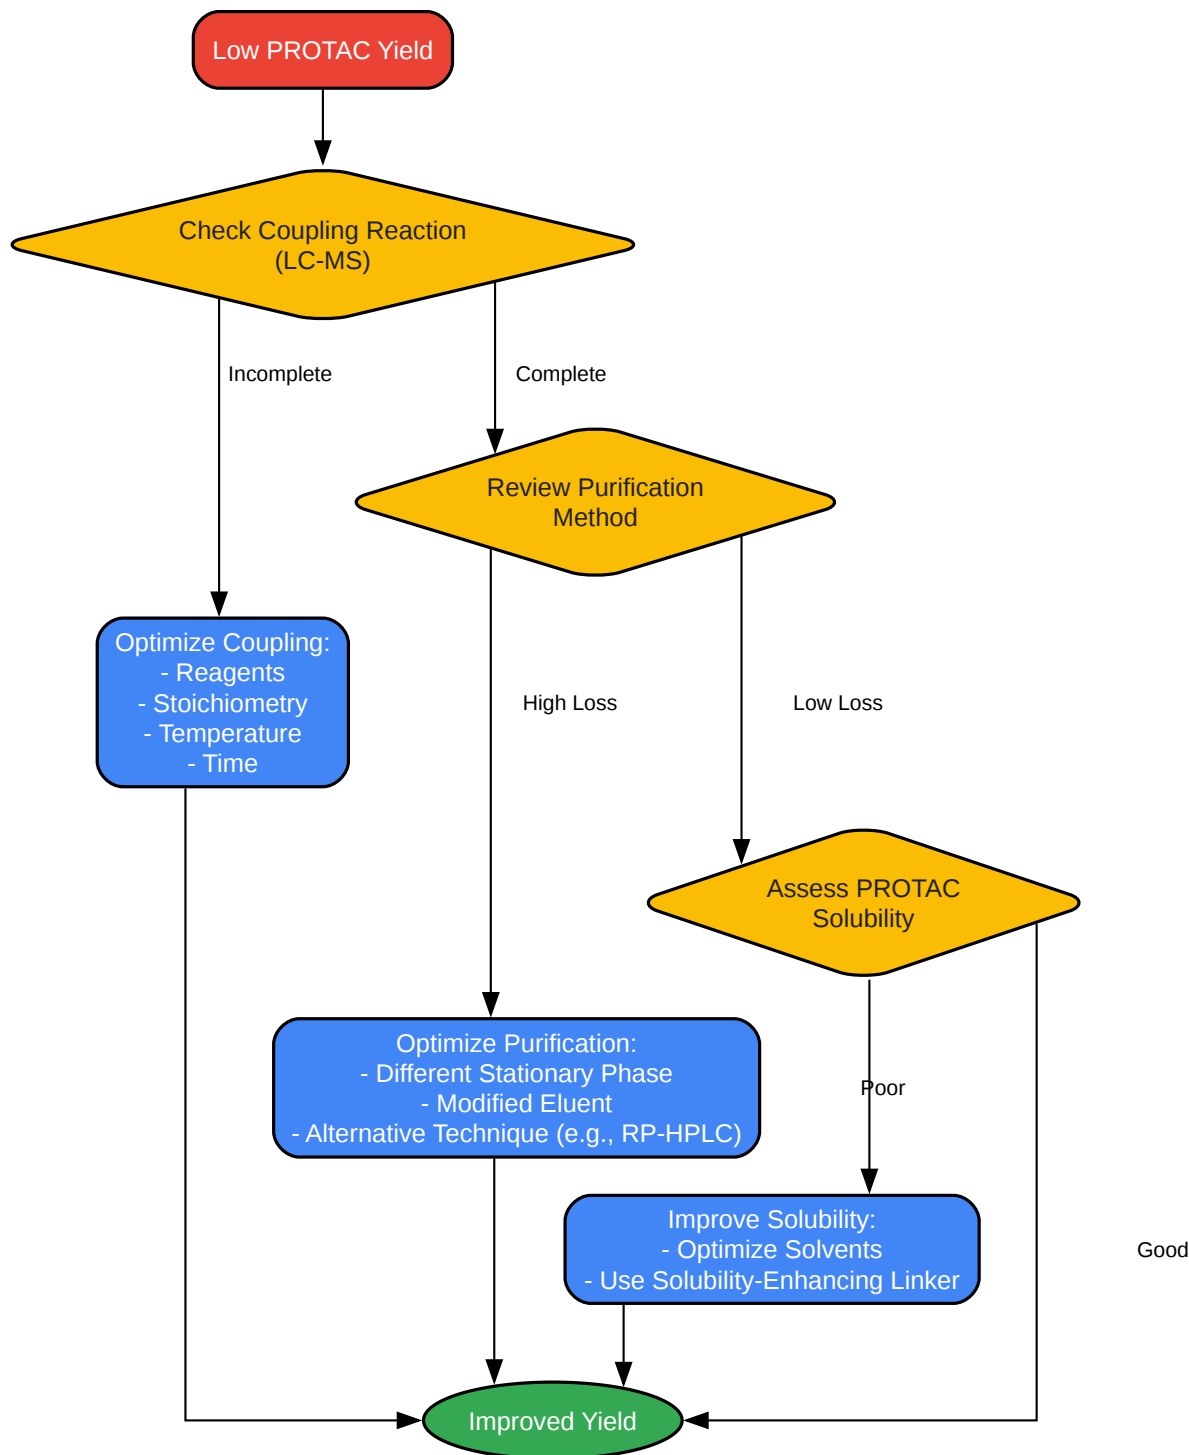 Low PROTAC Yield
Check Coupling Reaction
(LC-MS)
Incomplete
Complete
Review Purification
Method
Optimize Coupling:
- Reagents
- Stoichiometry
- Temperature
- Time
High Loss
Low Loss
Assess PROTAC
Solubility
Optimize Purification:
- Different Stationary Phase
- Modified Eluent
- Alternative Technique (e.g., RP-HPLC)
Poor
Improve Solubility:
- Optimize Solvents
- Use Solubility-Enhancing Linker
Good
Improved Yield